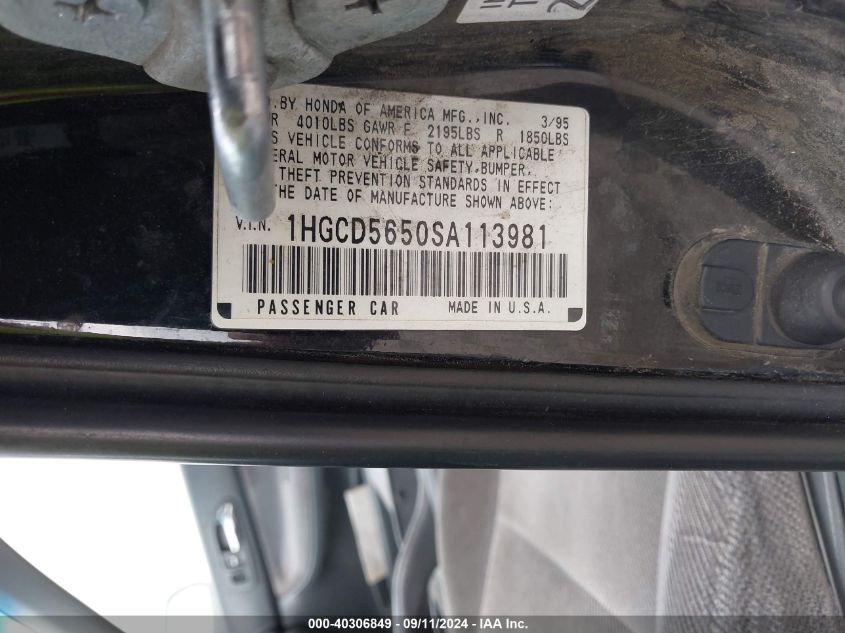 BY HONDA OF AMERICA MFG., INC. 3/95
4010LBS GAWR F 2195LBS R 1850LBS
VEHICLE CONFORMS TO ALL APPLICABLE
MOTOR VEHICLE SAFETY, BUMPER,
THEFT PREVENTION STANDARDS IN EFFECT
THE DATE OF MANUFACTURE SHOWN ABOVE:
V.I.N. 1HGCD5650SA113981
PASSENGER CAR MADE IN U.S.A.
000-40306849 - 09/11/2024 - IAA Inc.